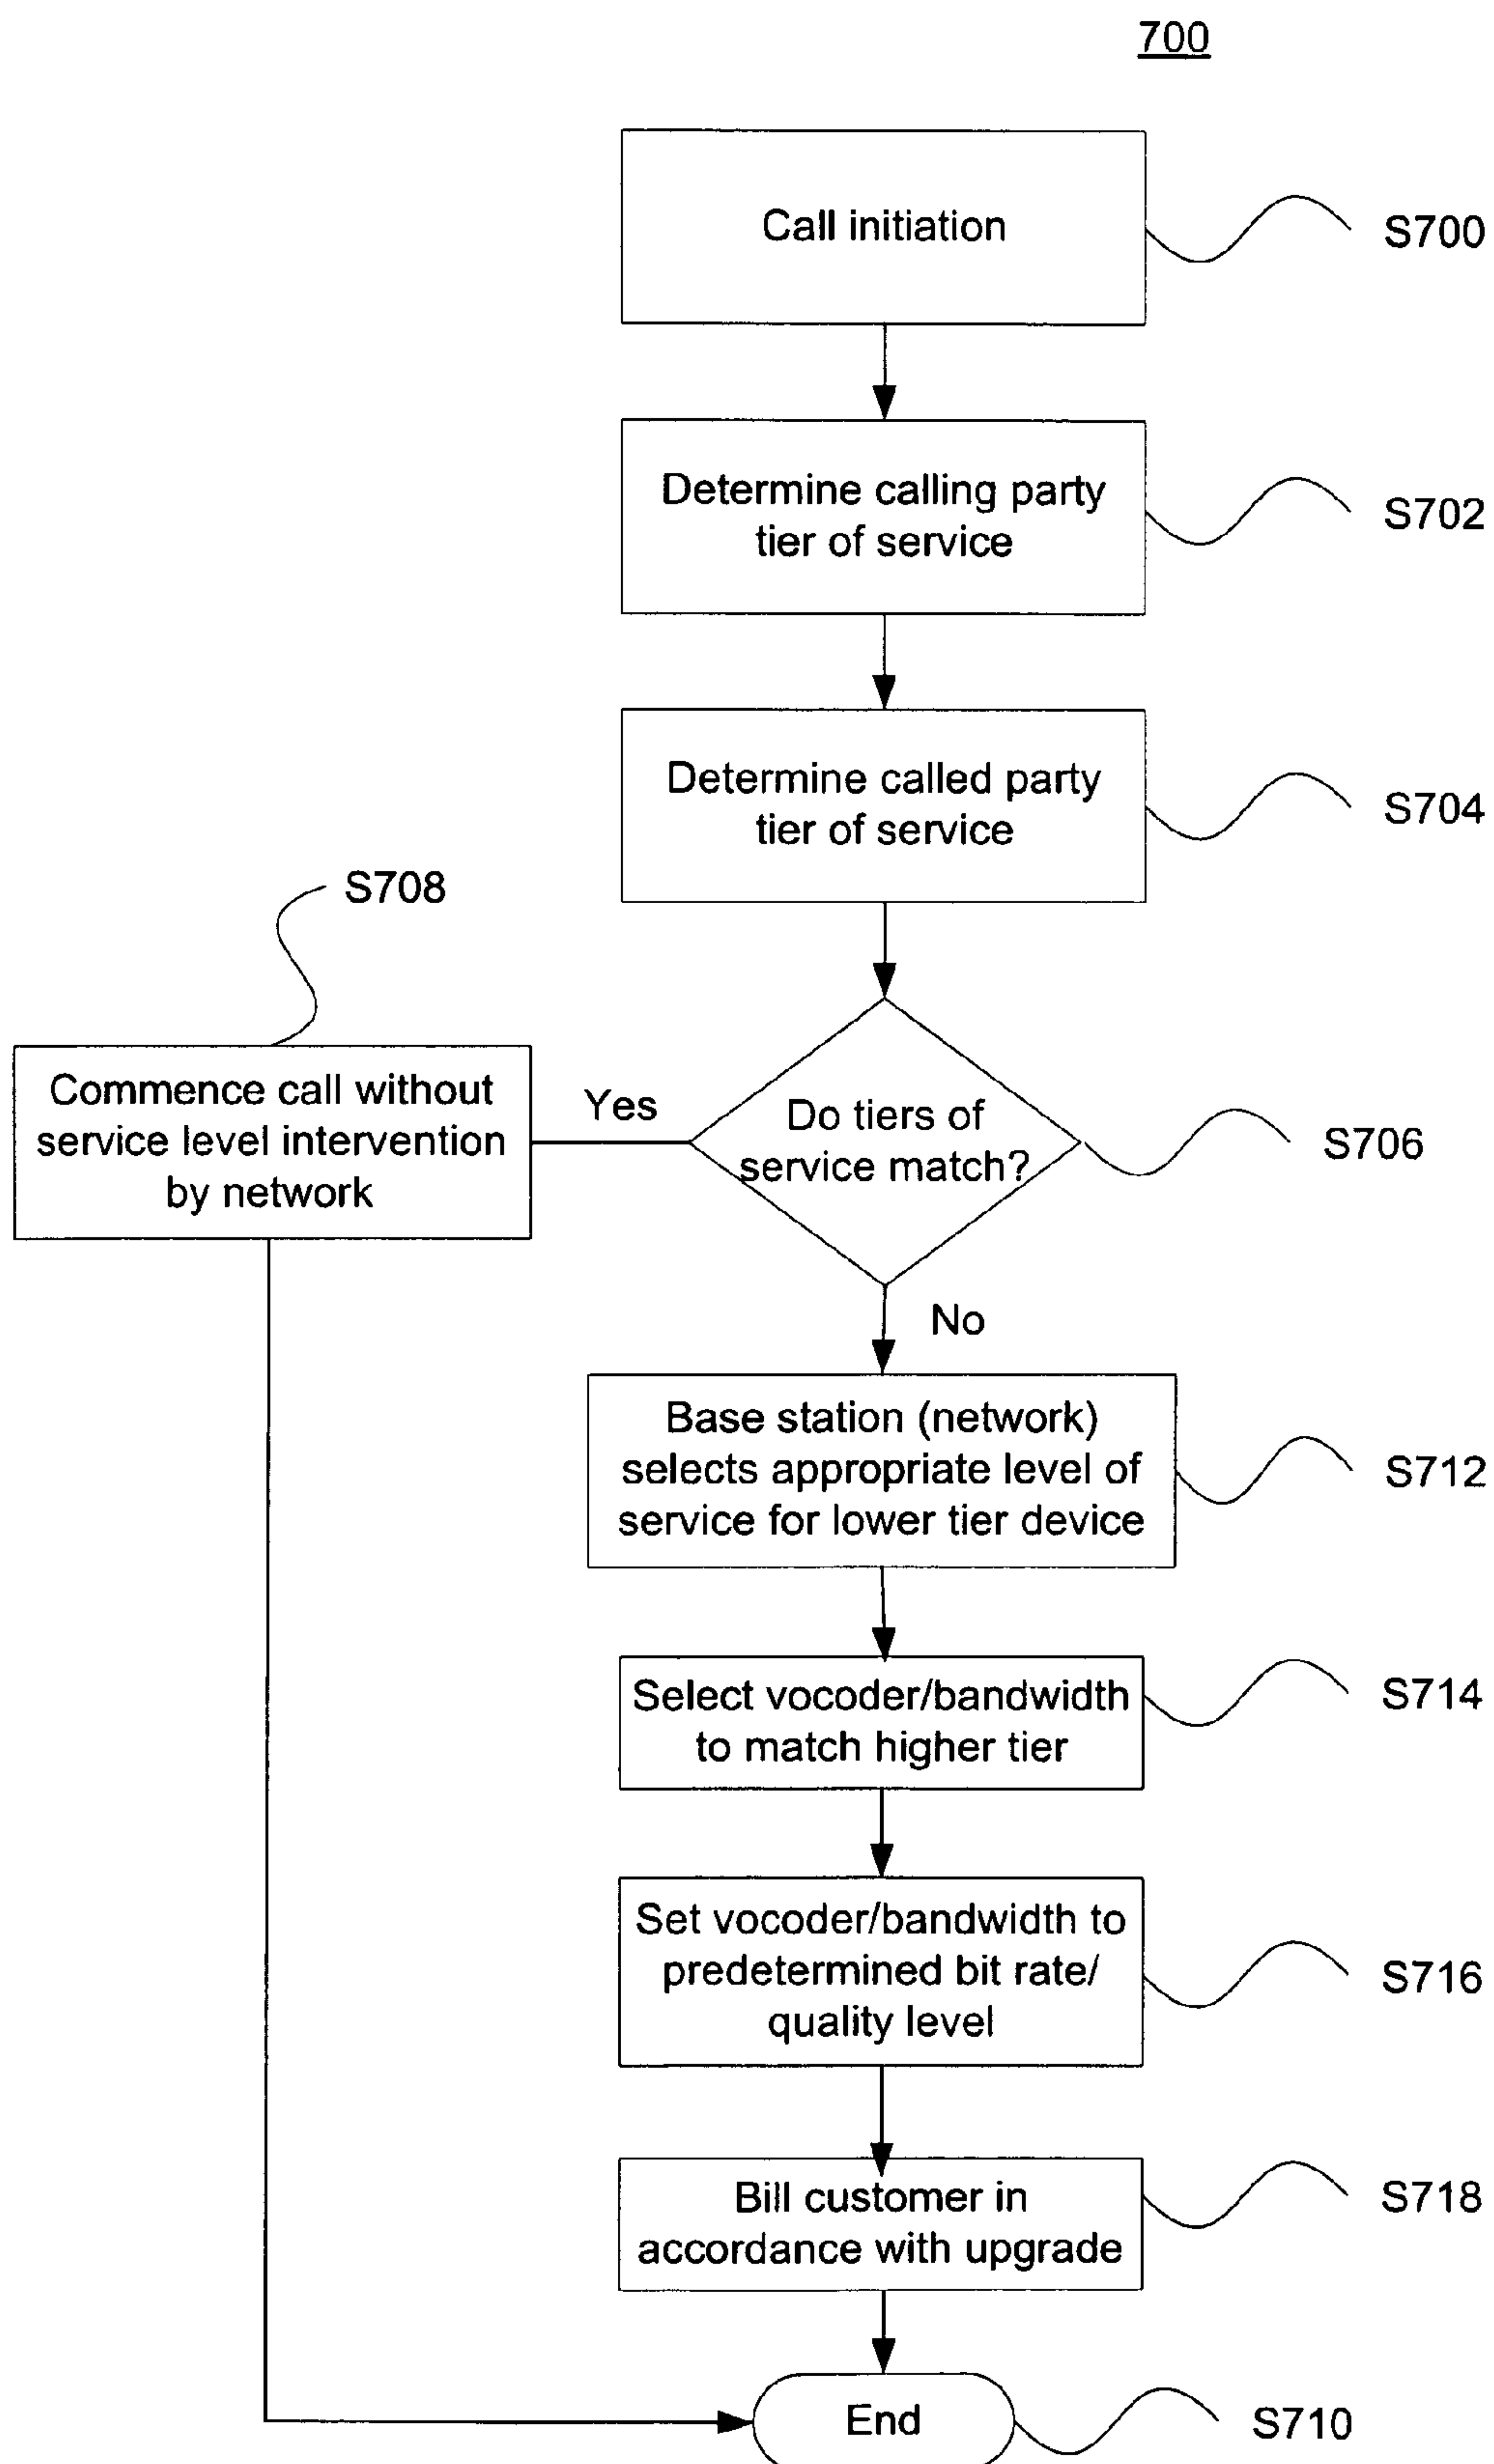 700
Call initiation
S700
Determine calling party
tier of service
S702
Determine called party
tier of service
S704
S708
Commence call without
service level intervention
by network
Yes
Do tiers of
service match?
S706
No
Base station (network)
selects appropriate level of
service for lower tier device
S712
Select vocoder/bandwidth
to match higher tier
S714
Set vocoder/bandwidth to
predetermined bit rate/
quality level
S716
Bill customer in
accordance with upgrade
S718
End
S710